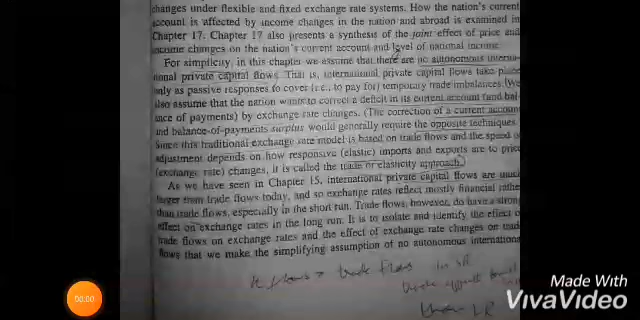 changes under flexible and fixed exchange rate systems. How the nation's current
account is affected by income changes in the nation and abroad is examined in
Chapter 17. Chapter 17 also presents a synthesis of the joint effect of price and
income changes on the nation's current account and level of national income.
For simplicity, in this chapter we assume that there are no autonomous interna-
tional private capital flows. That is, international private capital flows take place
only as passive responses to cover (i.e., to pay for) temporary trade imbalances. (We
also assume that the nation wants to correct a deficit in its current account (and bal-
ance of payments) by exchange rate changes. (The correction of a current account
and balance-of-payments surplus would generally require the opposite techniques.
Since this traditional exchange rate model is based on trade flows and the speed of
adjustment depends on how responsive (elastic) imports and exports are to price
(exchange rate) changes, it is called the trade or elasticity approach.
As we have seen in Chapter 15, international private capital flows are much
larger from trade flows today, and so exchange rates reflect mostly financial rather
than trade flows, especially in the short run. Trade flows, however, do have a strong
effect on exchange rates in the long run. It is to isolate and identify the effect of
trade flows on exchange rates and the effect of exchange rate changes on trade
flows that we make the simplifying assumption of no autonomous international
K flows > trade flows in SR
LR
00:00
Made With
VivaVideo